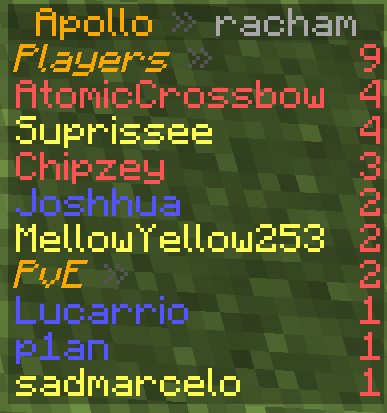 Apollo » racham
Players » 9
AtomicCrossbow 4
Suprissee 4
Chipzey 3
Joshhua 2
MellowYellow253 2
PvE » 2
Lucarrio 1
p1an 1
sadmarcelo 1